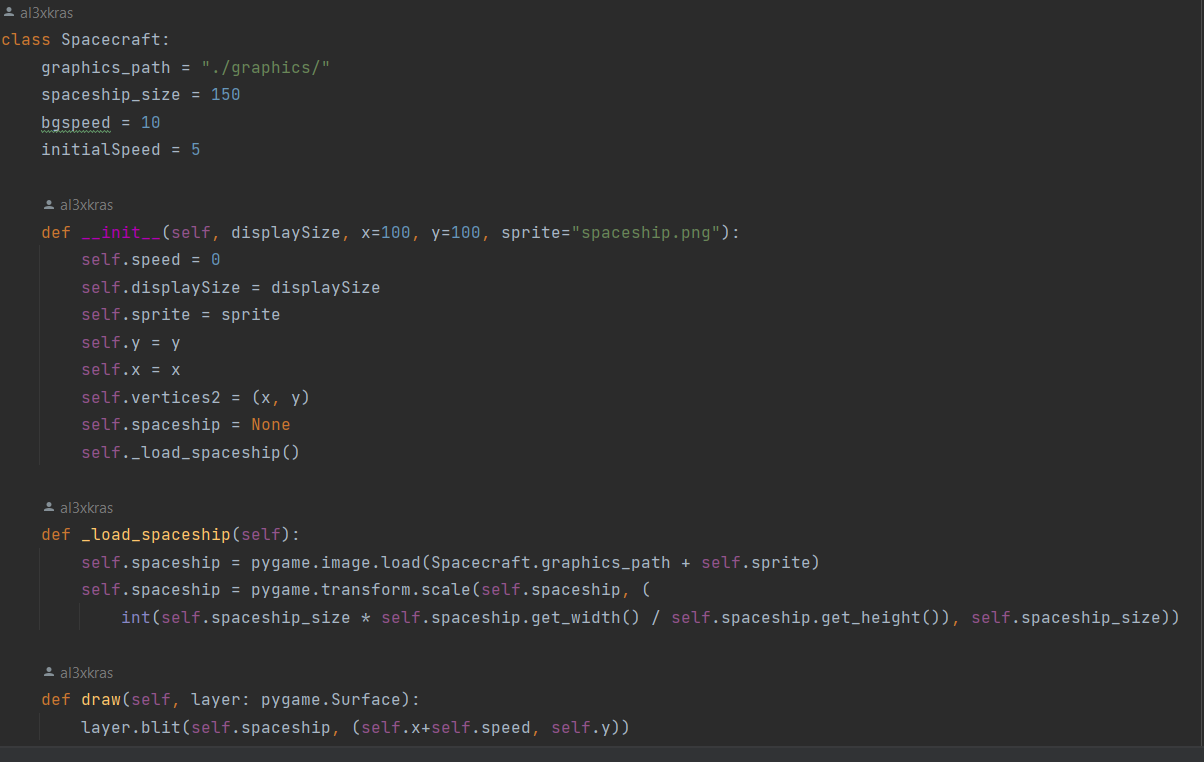 al3xkras
class Spacecraft:
    graphics_path = "./graphics/"
    spaceship_size = 150
    bgspeed = 10
    initialSpeed = 5
    al3xkras
    def __init__(self, displaySize, x=100, y=100, sprite="spaceship.png"):
        self.speed = 0
        self.displaySize = displaySize
        self.sprite = sprite
        self.y = y
        self.x = x
        self.vertices2 = (x, y)
        self.spaceship = None
        self._load_spaceship()
    al3xkras
    def _load_spaceship(self):
        self.spaceship = pygame.image.load(Spacecraft.graphics_path + self.sprite)
        self.spaceship = pygame.transform.scale(self.spaceship, (
            int(self.spaceship_size * self.spaceship.get_width() / self.spaceship.get_height()), self.spaceship_size))
    al3xkras
    def draw(self, layer: pygame.Surface):
        layer.blit(self.spaceship, (self.x+self.speed, self.y))